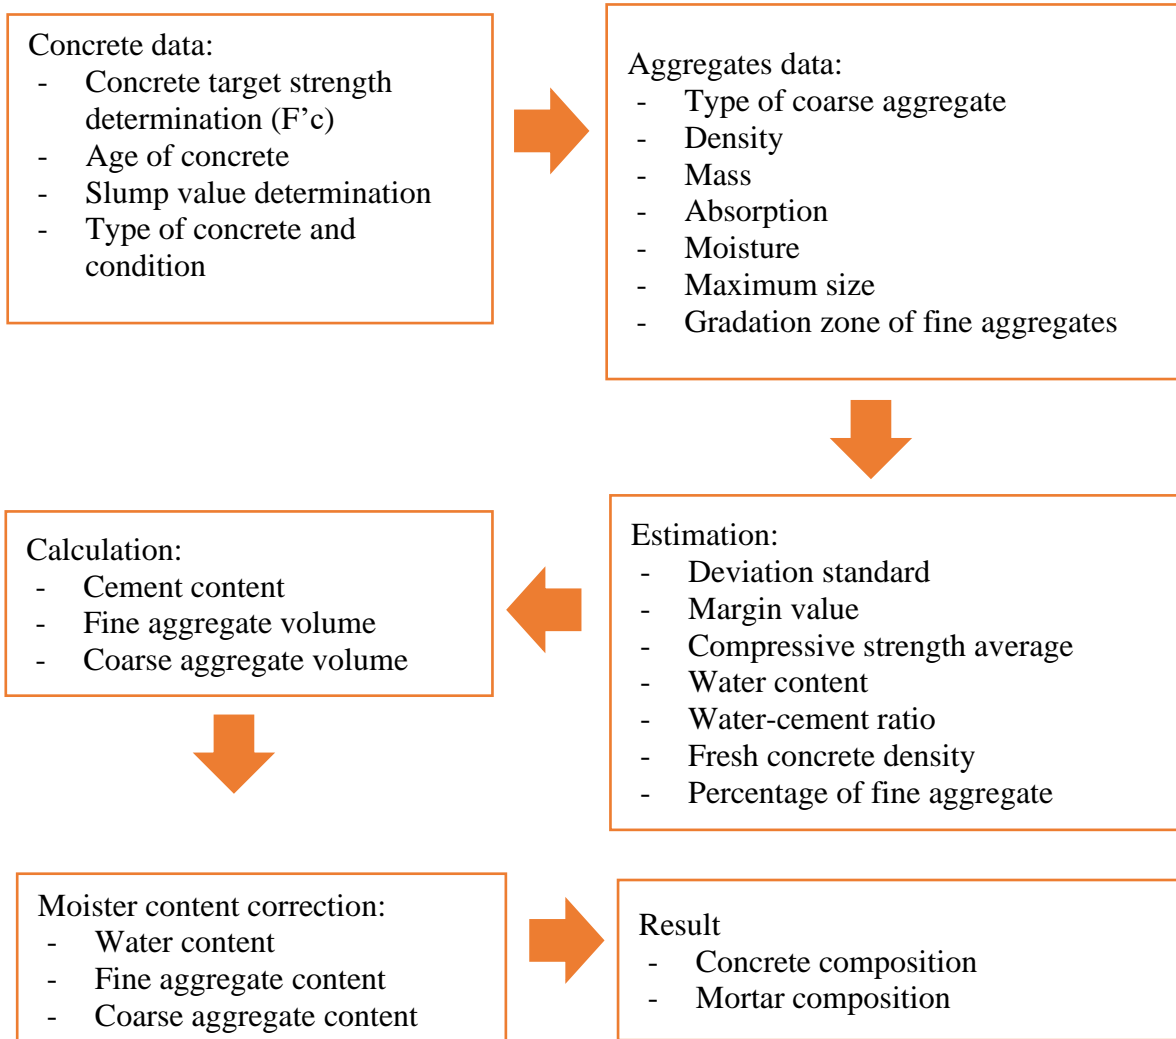 Concrete data:
- Concrete target strength
determination (F’c)
- Age of concrete
- Slump value determination
- Type of concrete and
condition
Aggregates data:
- Type of coarse aggregate
- Density
- Mass
- Absorption
- Moisture
- Maximum size
- Gradation zone of fine aggregates
Estimation:
- Deviation standard
- Margin value
- Compressive strength average
- Water content
- Water-cement ratio
- Fresh concrete density
- Percentage of fine aggregate
Calculation:
- Cement content
- Fine aggregate volume
- Coarse aggregate volume
Moister content correction:
- Water content
- Fine aggregate content
- Coarse aggregate content
Result
- Concrete composition
- Mortar composition